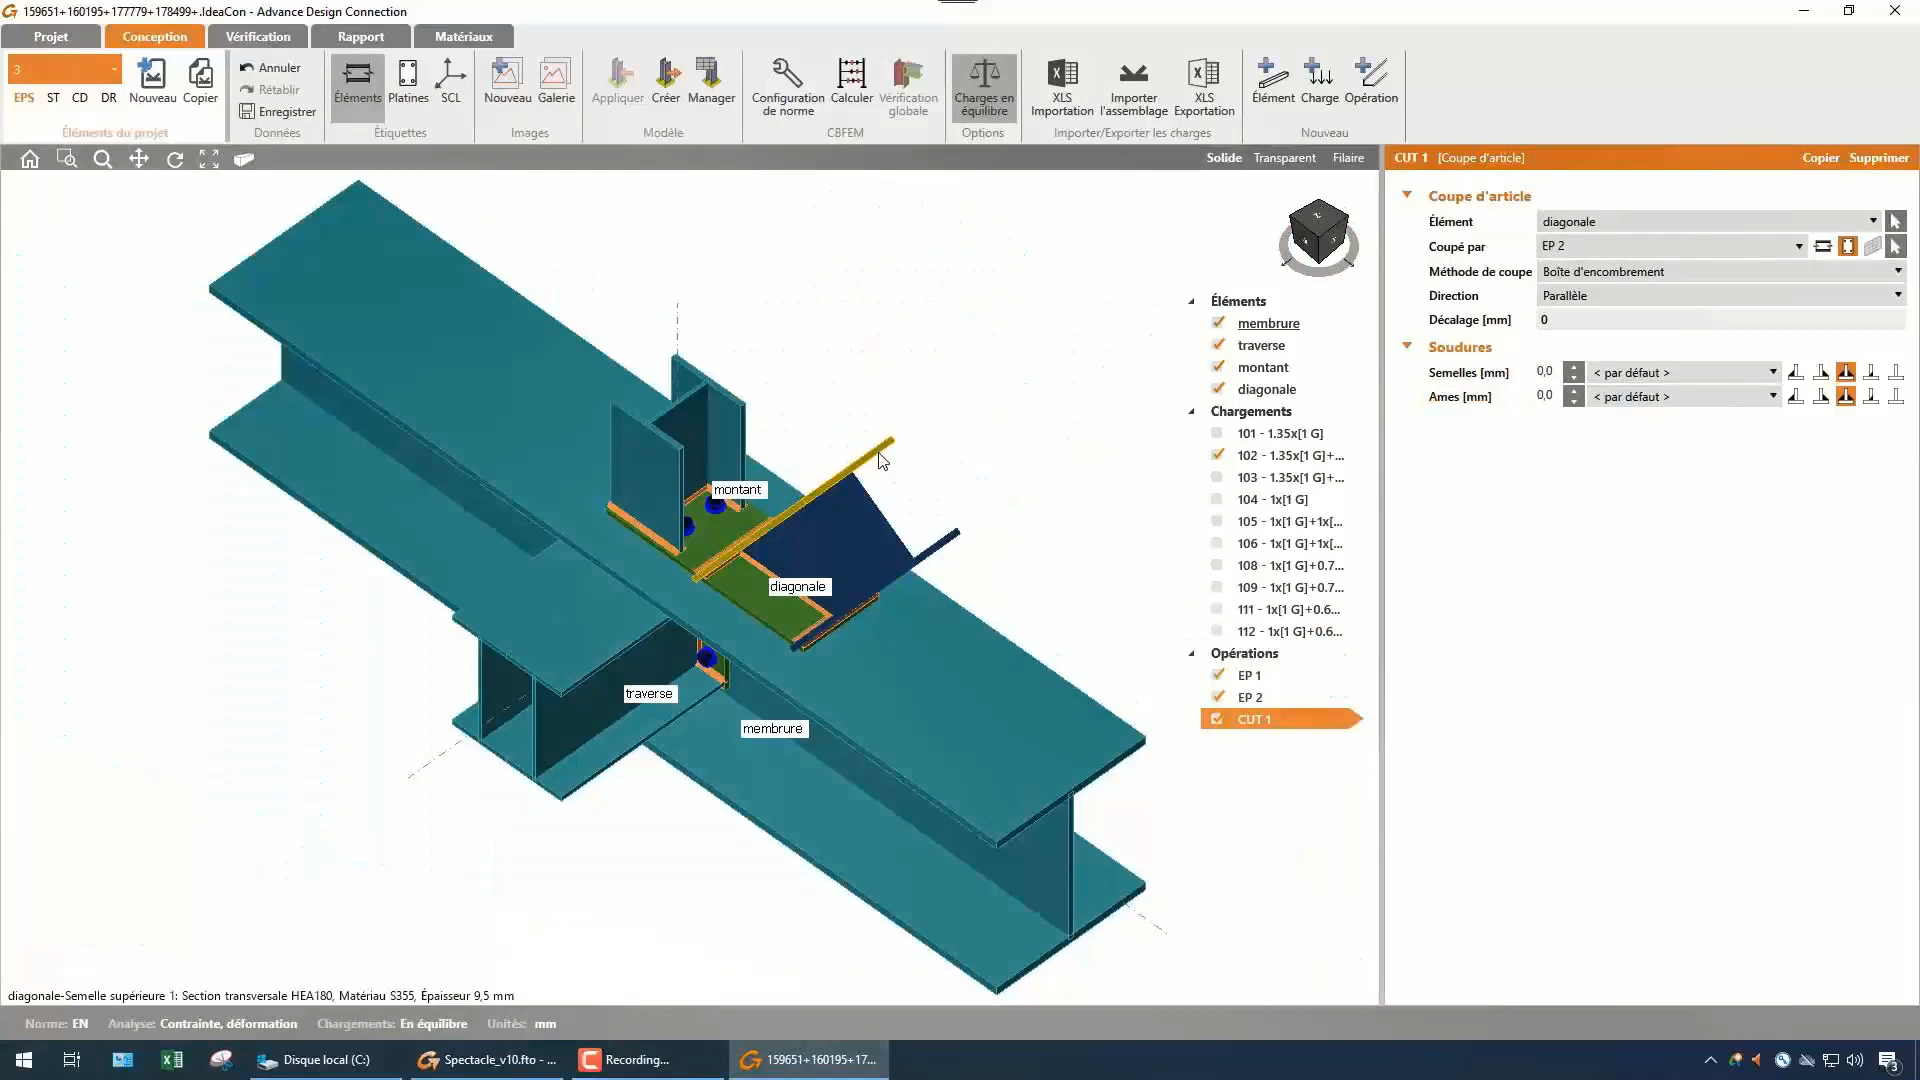 159651+160195+177779+178499+.IdeaCon - Advance Design Connection
Projet
Conception
Vérification
Rapport
Matériaux
3
EPS ST CD DR
Nouveau
Copier
Éléments du projet
Annuler
Rétablir
Enregistrer
Données
Éléments
Platines
SCL
Étiquettes
Nouveau
Galerie
Images
Appliquer
Créer
Manager
Modèle
Configuration
de norme
Calculer
Vérification
globale
CBFEM
Charges en
équilibre
Options
XLS
Importation
Importer
l'assemblage
XLS
Exportation
Importer/Exporter les charges
Élément
Charge
Opération
Nouveau
Solide Transparent Filaire
montant
diagonale
traverse
membrure
Éléments
membrure
traverse
montant
diagonale
Chargements
101 - 1.35x[1 G]
102 - 1.35x[1 G]+...
103 - 1.35x[1 G]+...
104 - 1x[1 G]
105 - 1x[1 G]+1x[...
106 - 1x[1 G]+1x[...
108 - 1x[1 G]+0.7...
109 - 1x[1 G]+0.7...
111 - 1x[1 G]+0.6...
112 - 1x[1 G]+0.6...
Opérations
EP 1
EP 2
CUT 1
CUT 1 [Coupe d'article] Copier Supprimer
Coupe d'article
Élément diagonale
Coupé par EP 2
Méthode de coupe Boîte d'encombrement
Direction Parallèle
Décalage [mm] 0
Soudures
Semelles [mm] 0,0 < par défaut >
Ames [mm] 0,0 < par défaut >
diagonale-Semelle supérieure 1: Section transversale HEA180, Matériau S355, Épaisseur 9,5 mm
Norme: EN Analyse: Contrainte, déformation Chargements: En équilibre Unités: mm
Disque local (C:)
Spectacle_v10.fto - ...
Recording...
159651+160195+17...
3